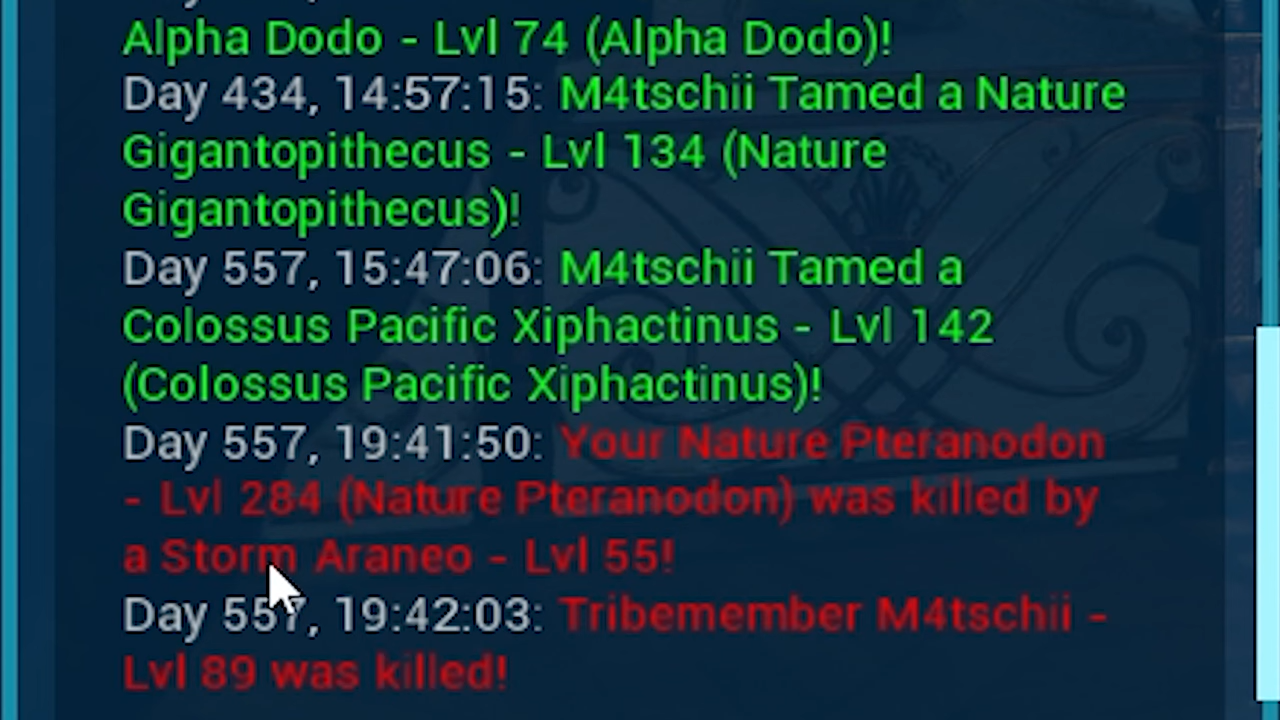 Alpha Dodo - Lvl 74 (Alpha Dodo)!
Day 434, 14:57:15: M4tschii Tamed a Nature
Gigantopithecus - Lvl 134 (Nature
Gigantopithecus)!
Day 557, 15:47:06: M4tschii Tamed a
Colossus Pacific Xiphactinus - Lvl 142
(Colossus Pacific Xiphactinus)!
Day 557, 19:41:50: Your Nature Pteranodon
- Lvl 284 (Nature Pteranodon) was killed by
a Storm Araneo - Lvl 55!
Day 557, 19:42:03: Tribemember M4tschii -
Lvl 89 was killed!